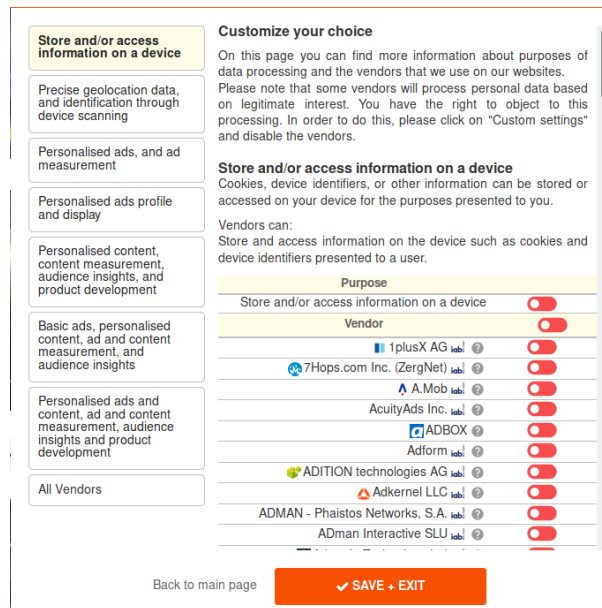 Store and/or access
information on a device
Precise geolocation data,
and identification through
device scanning
Personalised ads, and ad
measurement
Personalised ads profile
and display
Personalised content,
content measurement,
audience insights, and
product development
Basic ads, personalised
content, ad and content
measurement, and
audience insights
Personalised ads and
content, ad and content
measurement, audience
insights and product
development
All Vendors
Customize your choice
On this page you can find more information about purposes of
data processing and the vendors that we use on our websites.
Please note that some vendors will process personal data based
on legitimate interest. You have the right to object to this
processing. In order to do this, please click on "Custom settings"
and disable the vendors.
Store and/or access information on a device
Cookies, device identifiers, or other information can be stored or
accessed on your device for the purposes presented to you.
Vendors can:
Store and access information on the device such as cookies and
device identifiers presented to a user.
Purpose
Store and/or access information on a device
Vendor
1plusX AG iab. ?
7Hops.com Inc. (ZergNet) iab. ?
A.Mob iab. ?
AcuityAds Inc. iab. ?
ADBOX ?
Adform iab. ?
ADITION technologies AG iab. ?
Adkernel LLC iab. ?
ADMAN - Phaistos Networks, S.A. iab. ?
ADman Interactive SLU iab. ?
Back to main page
SAVE + EXIT